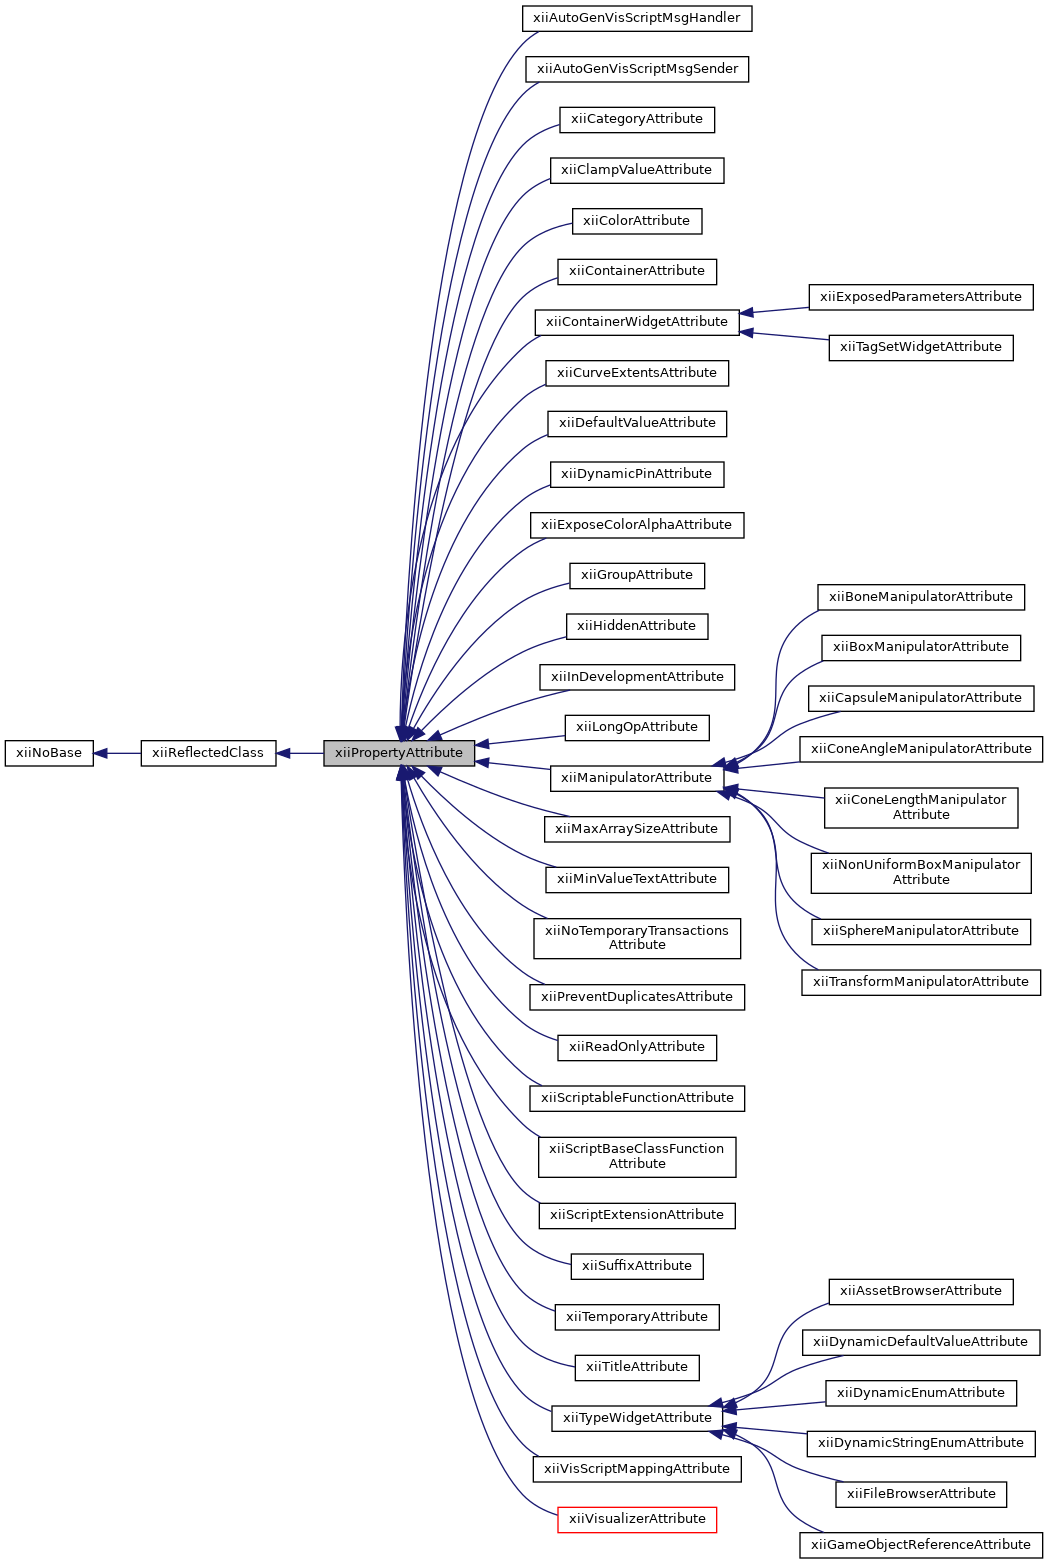 xiiNoBase
xiiReflectedClass
xiiPropertyAttribute
xiiAutoGenVisScriptMsgHandler
xiiAutoGenVisScriptMsgSender
xiiCategoryAttribute
xiiClampValueAttribute
xiiColorAttribute
xiiContainerAttribute
xiiContainerWidgetAttribute
xiiExposedParametersAttribute
xiiTagSetWidgetAttribute
xiiCurveExtentsAttribute
xiiDefaultValueAttribute
xiiDynamicPinAttribute
xiiExposeColorAlphaAttribute
xiiGroupAttribute
xiiHiddenAttribute
xiiInDevelopmentAttribute
xiiLongOpAttribute
xiiManipulatorAttribute
xiiBoneManipulatorAttribute
xiiBoxManipulatorAttribute
xiiCapsuleManipulatorAttribute
xiiConeAngleManipulatorAttribute
xiiConeLengthManipulator
Attribute
xiiNonUniformBoxManipulator
Attribute
xiiSphereManipulatorAttribute
xiiTransformManipulatorAttribute
xiiMaxArraySizeAttribute
xiiMinValueTextAttribute
xiiNoTemporaryTransactions
Attribute
xiiPreventDuplicatesAttribute
xiiReadOnlyAttribute
xiiScriptableFunctionAttribute
xiiScriptBaseClassFunction
Attribute
xiiScriptExtensionAttribute
xiiSuffixAttribute
xiiTemporaryAttribute
xiiTitleAttribute
xiiTypeWidgetAttribute
xiiAssetBrowserAttribute
xiiDynamicDefaultValueAttribute
xiiDynamicEnumAttribute
xiiDynamicStringEnumAttribute
xiiFileBrowserAttribute
xiiGameObjectReferenceAttribute
xiiVisScriptMappingAttribute
xiiVisualizerAttribute